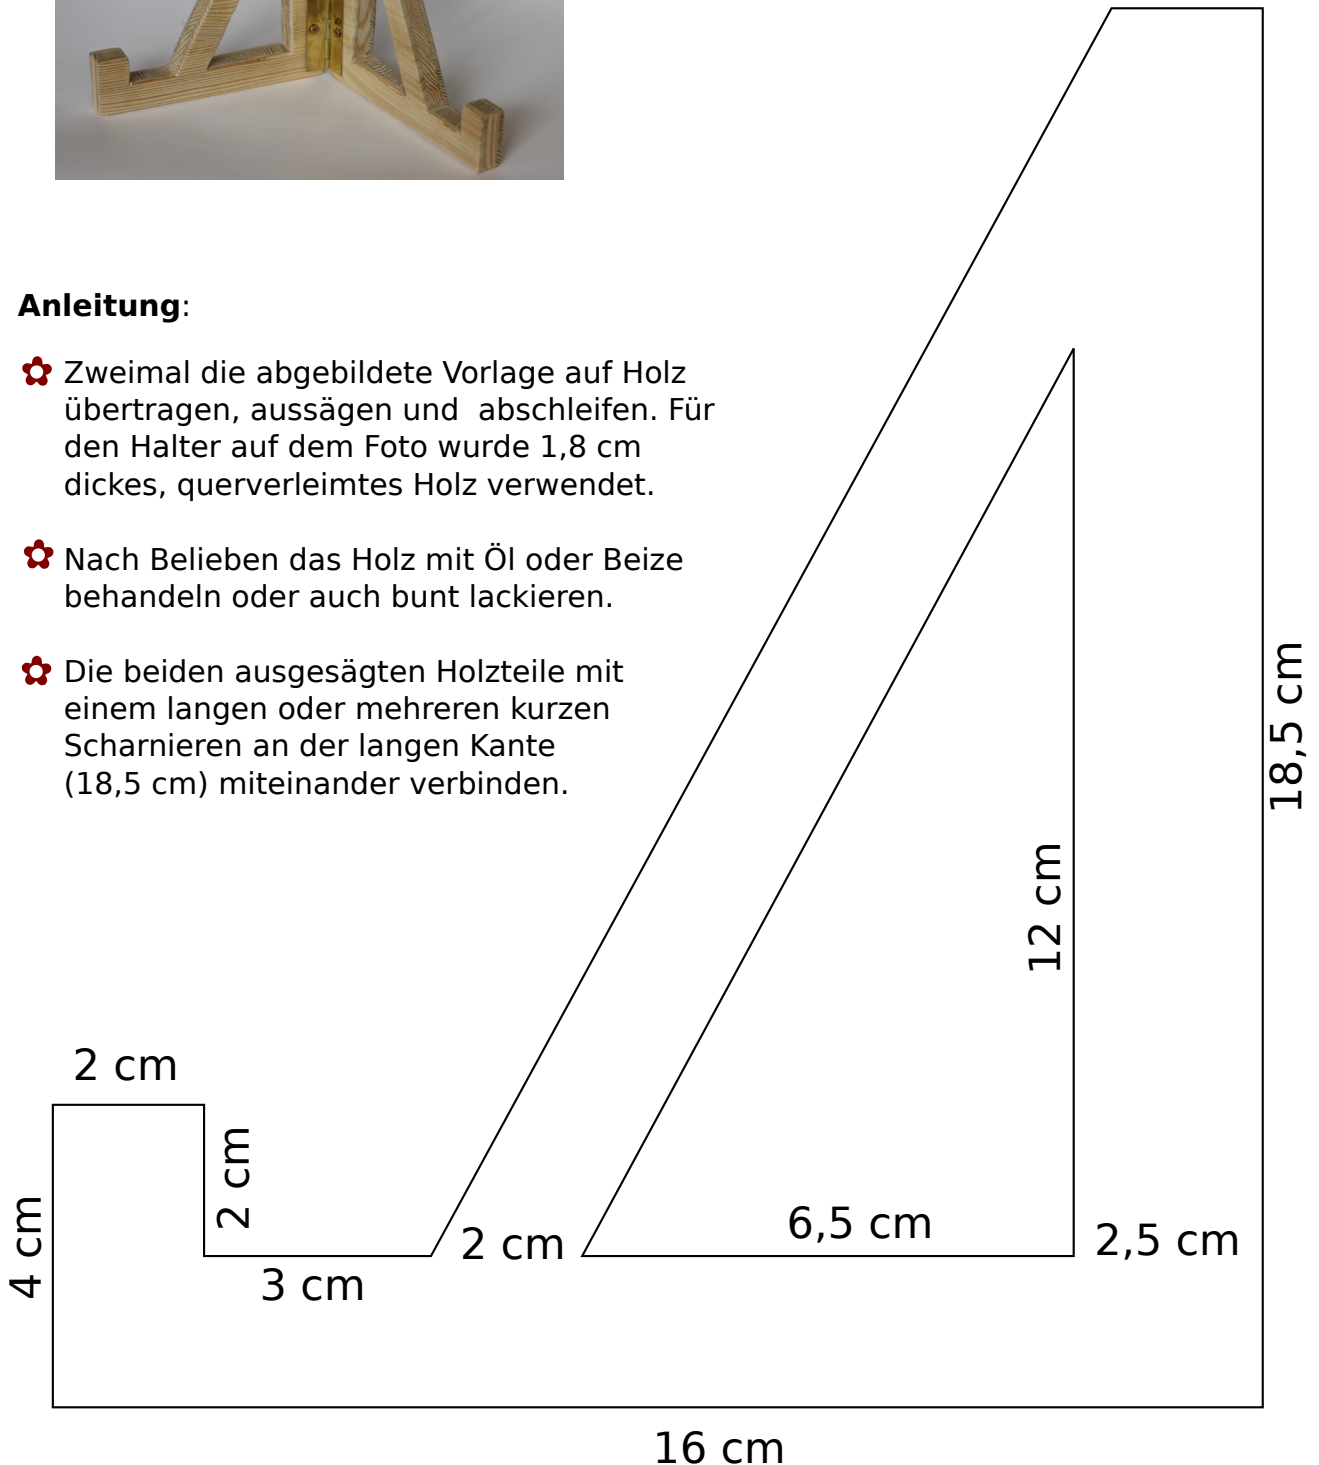 Anleitung:
Zweimal die abgebildete Vorlage auf Holz
übertragen, aussägen und  abschleifen. Für
den Halter auf dem Foto wurde 1,8 cm
dickes, querverleimtes Holz verwendet.
Nach Belieben das Holz mit Öl oder Beize
behandeln oder auch bunt lackieren.
Die beiden ausgesägten Holzteile mit
einem langen oder mehreren kurzen
Scharnieren an der langen Kante
(18,5 cm) miteinander verbinden.
18,5 cm
12 cm
2 cm
2 cm
4 cm
3 cm
2 cm
6,5 cm
2,5 cm
16 cm